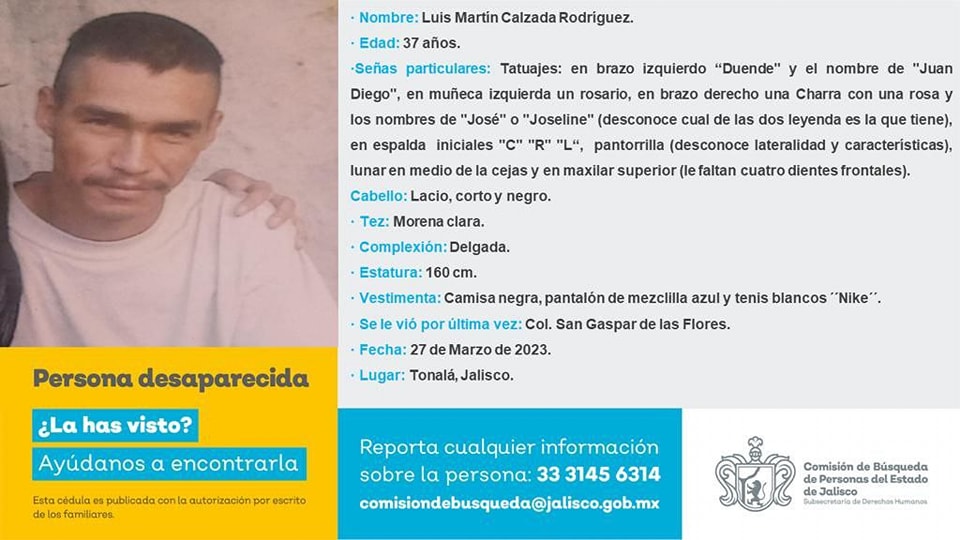 · Nombre: Luis Martín Calzada Rodríguez.
· Edad: 37 años.
·Señas particulares: Tatuajes: en brazo izquierdo “Duende" y el nombre de "Juan
Diego", en muñeca izquierda un rosario, en brazo derecho una Charra con una rosa y
los nombres de "José" o "Joseline" (desconoce cual de las dos leyenda es la que tiene),
en espalda iniciales "C" "R" "L“, pantorrilla (desconoce lateralidad y características),
lunar en medio de la cejas y en maxilar superior (le faltan cuatro dientes frontales).
Cabello: Lacio, corto y negro.
· Tez: Morena clara.
· Complexión: Delgada.
· Estatura: 160 cm.
· Vestimenta: Camisa negra, pantalón de mezclilla azul y tenis blancos ´´Nike´´.
· Se le vió por última vez: Col. San Gaspar de las Flores.
· Fecha: 27 de Marzo de 2023.
· Lugar: Tonalá, Jalisco.
Persona desaparecida
¿La has visto?
Ayúdanos a encontrarla
Esta cédula es publicada con la autorización por escrito
de los familiares.
Reporta cualquier información
sobre la persona: 33 3145 6314
comisiondebusqueda@jalisco.gob.mx
Comisión de Búsqueda
de Personas del Estado
de Jalisco
Subsecretaría de Derechos Humanos